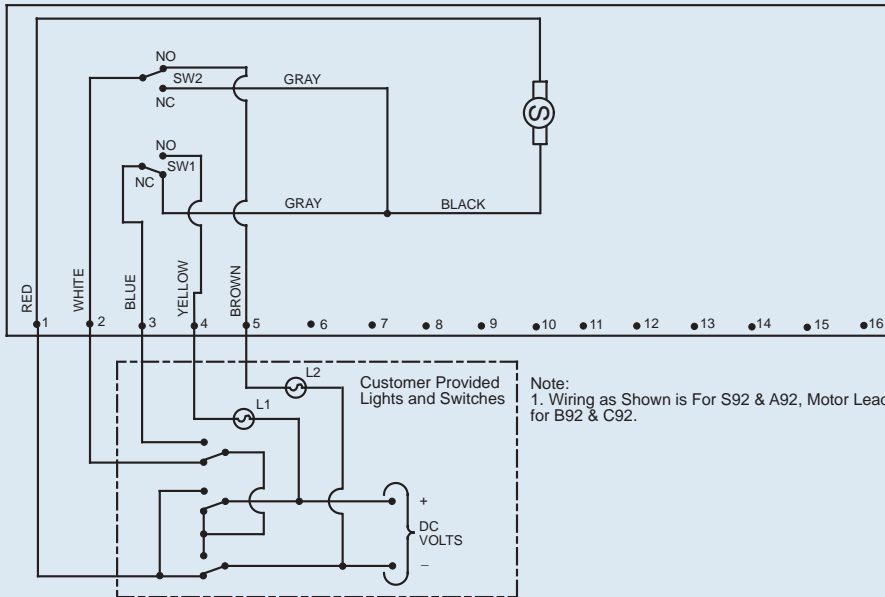 NO
SW2
GRAY
NC
S
NO
SW1
NC
GRAY
BLACK
RED
WHITE
BLUE
YELLOW
BROWN
1
2
3
4
5
6
7
8
9
10
11
12
13
14
15
16
L2
Customer Provided
Lights and Switches
L1
Note:
1. Wiring as Shown is For S92 & A92, Motor Lead
for B92 & C92.
+
DC
VOLTS
–